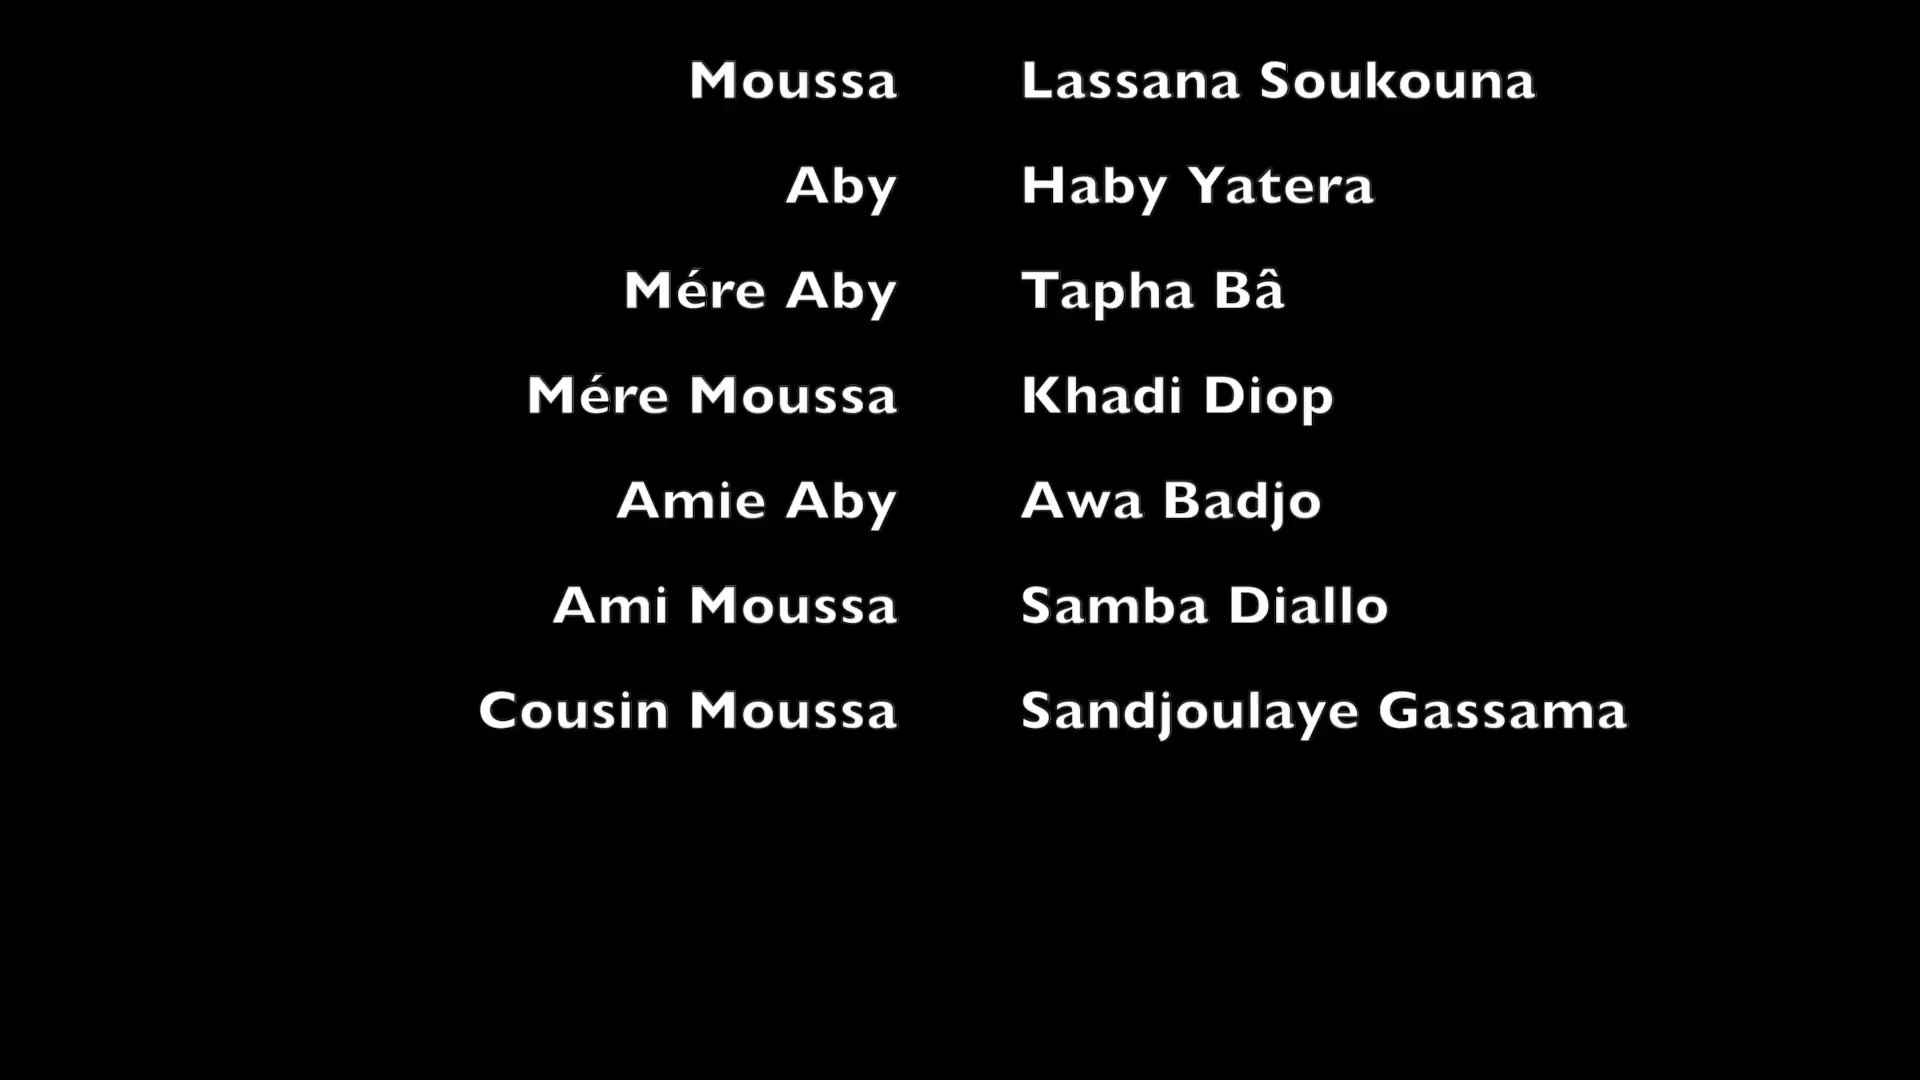 Moussa Lassana Soukouna
Aby Haby Yatera
Mére Aby Tapha Bâ
Mére Moussa Khadi Diop
Amie Aby Awa Badjo
Ami Moussa Samba Diallo
Cousin Moussa Sandjoulaye Gassama